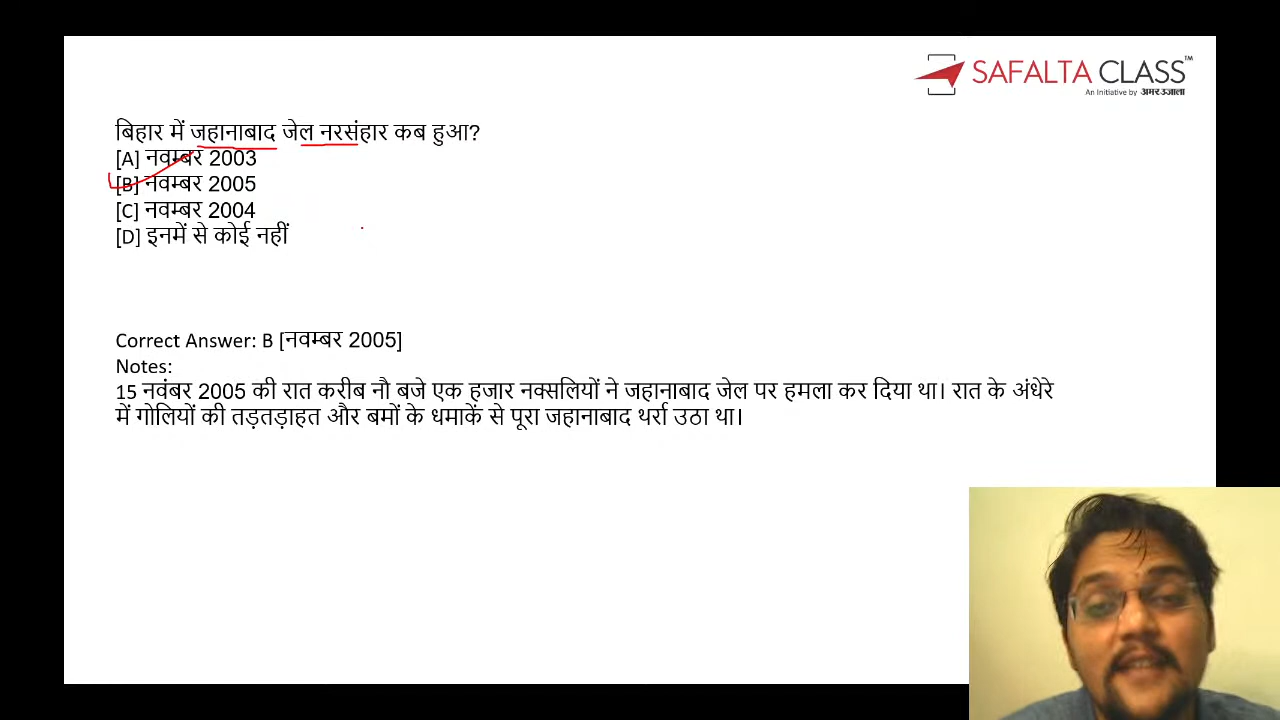 SAFALTA CLASS™
An Initiative by अमर उजाला
बिहार में जहानाबाद जेल नरसंहार कब हुआ?
[A] नवम्बर 2003
[B] नवम्बर 2005
[C] नवम्बर 2004
[D] इनमें से कोई नहीं
Correct Answer: B [नवम्बर 2005]
Notes:
15 नवंबर 2005 की रात करीब नौ बजे एक हजार नक्सलियों ने जहानाबाद जेल पर हमला कर दिया था। रात के अंधेरे
में गोलियों की तड़तड़ाहत और बमों के धमाकें से पूरा जहानाबाद थर्रा उठा था।